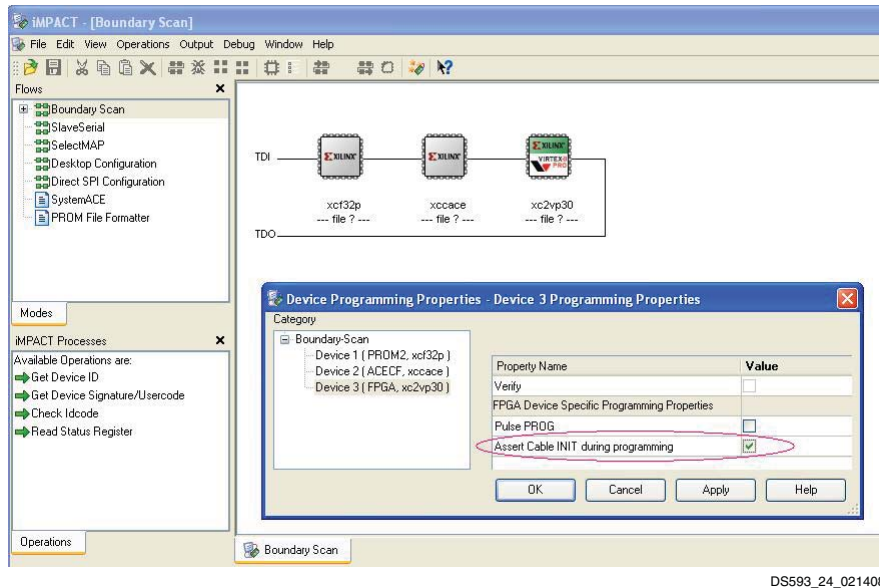 iMPACT - [Boundary Scan]
File Edit View Operations Output Debug Window Help
Flows
Boundary Scan
SlaveSerial
SelectMAP
Desktop Configuration
Direct SPI Configuration
SystemACE
PROM File Formatter
Modes
iMPACT Processes
Available Operations are:
Get Device ID
Get Device Signature/Usercode
Check Idcode
Read Status Register
Operations
TDI
XILINX
XILINX
XILINX
VIRTEX-II
PRO
xcf32p
xccace
xc2vp30
--- file ? ---
--- file ? ---
--- file ? ---
TDO
Device Programming Properties - Device 3 Programming Properties
Category
Boundary-Scan
Device 1 ( PROM2, xcf32p )
Device 2 ( ACECF, xccace )
Device 3 ( FPGA, xc2vp30 )
Property Name Value
Verify
FPGA Device Specific Programming Properties
Pulse PROG
Assert Cable INIT during programming
OK Cancel Apply Help
Boundary Scan
DS593_24_021408